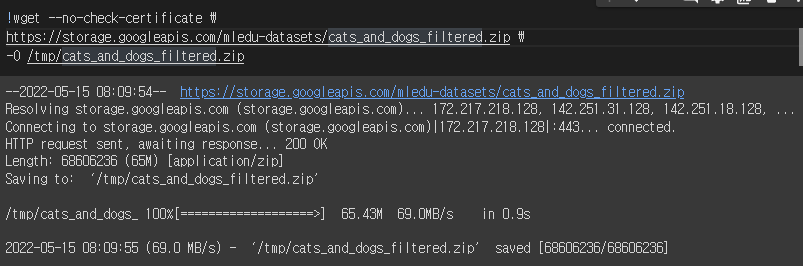 !wget --no-check-certificate ₩
https://storage.googleapis.com/mledu-datasets/cats_and_dogs_filtered.zip ₩
-O /tmp/cats_and_dogs_filtered.zip
--2022-05-15 08:09:54-- https://storage.googleapis.com/mledu-datasets/cats_and_dogs_filtered.zip
Resolving storage.googleapis.com (storage.googleapis.com)... 172.217.218.128, 142.251.31.128, 142.251.18.128, ...
Connecting to storage.googleapis.com (storage.googleapis.com)|172.217.218.128|:443... connected.
HTTP request sent, awaiting response... 200 OK
Length: 68606236 (65M) [application/zip]
Saving to: ‘/tmp/cats_and_dogs_filtered.zip’
/tmp/cats_and_dogs_ 100%[===================>] 65.43M 69.0MB/s in 0.9s
2022-05-15 08:09:55 (69.0 MB/s) - ‘/tmp/cats_and_dogs_filtered.zip’ saved [68606236/68606236]